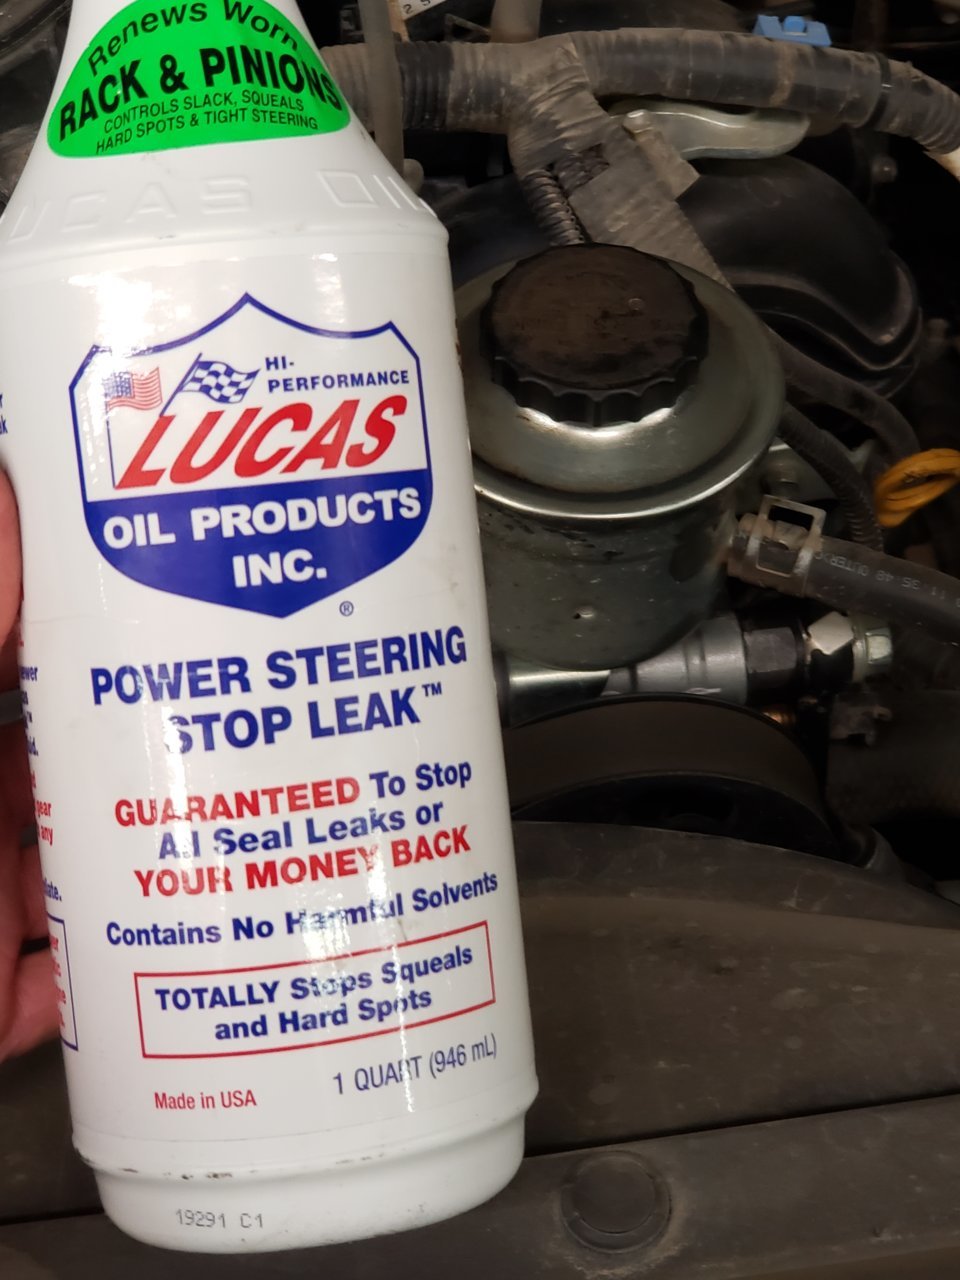 Renews Worn
RACK & PINIONS
CONTROLS SLACK, SQUEALS
HARD SPOTS & TIGHT STEERING
LUCAS OIL
HI-
PERFORMANCE
LUCAS
OIL PRODUCTS
INC.
®
POWER STEERING
STOP LEAK™
GUARANTEED To Stop
All Seal Leaks or
YOUR MONEY BACK
Contains No Harmful Solvents
TOTALLY Stops Squeals
and Hard Spots
Made in USA
1 QUART (946 mL)
19291 C1